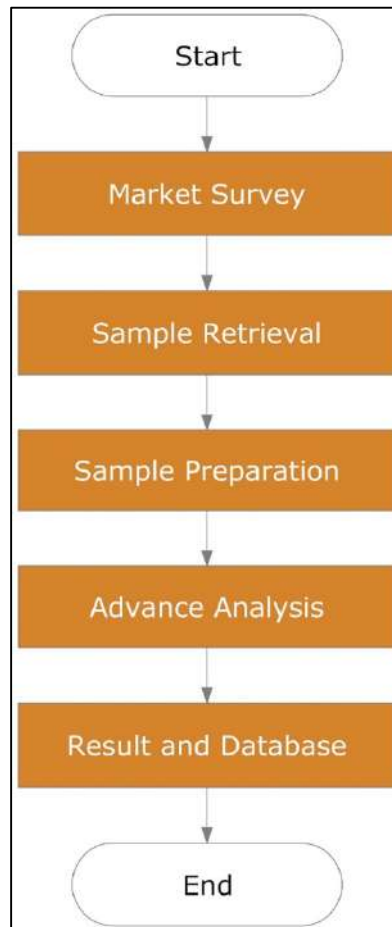 Start
Market Survey
Sample Retrieval
Sample Preparation
Advance Analysis
Result and Database
End